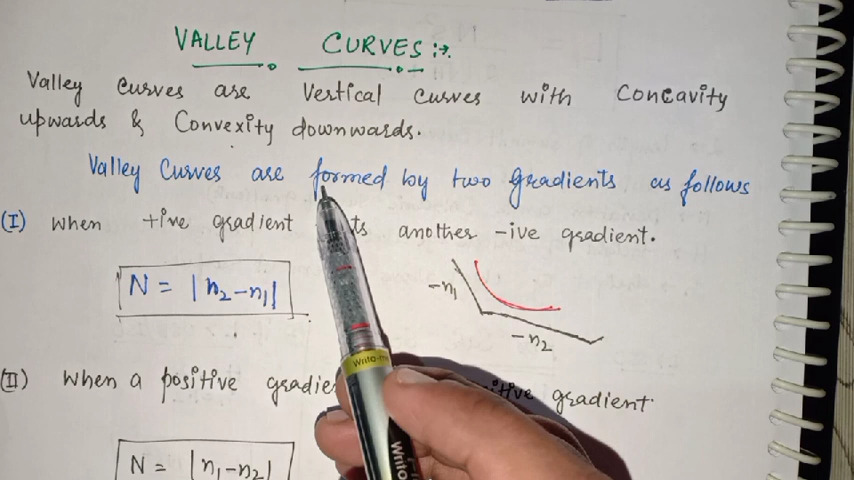 VALLEY CURVES :→.
Valley curves are vertical curves with concavity
upwards & Convexity downwards.
Valley Curves are formed by two gradients as follows
(I) when +ive gradient ts another -ive gradient.
N = |n2-n1|
-n1
-n2
(II) when a positive gradie itive gradient.
N = |n1-n2|
Write-m
Writo